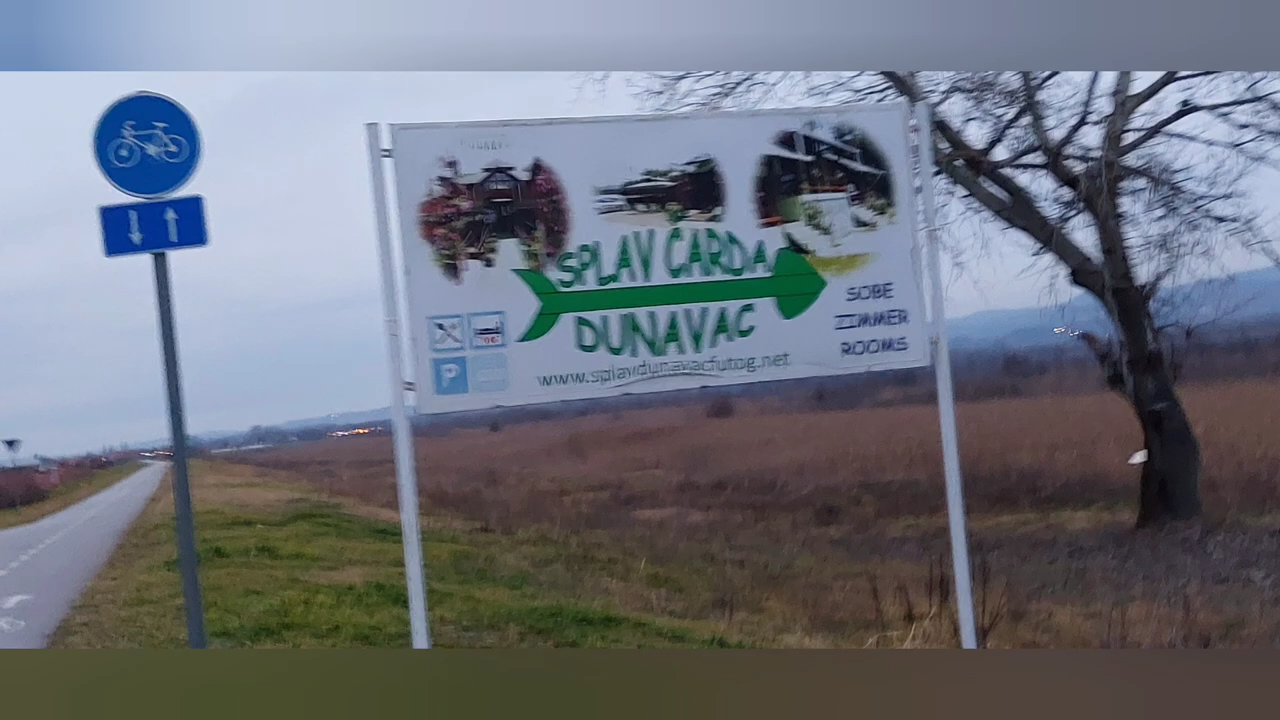 SPLAV ČARDA
DUNAVAC
www.splavdunavacfutog.net
SOBE
ZIMMER
ROOMS
P